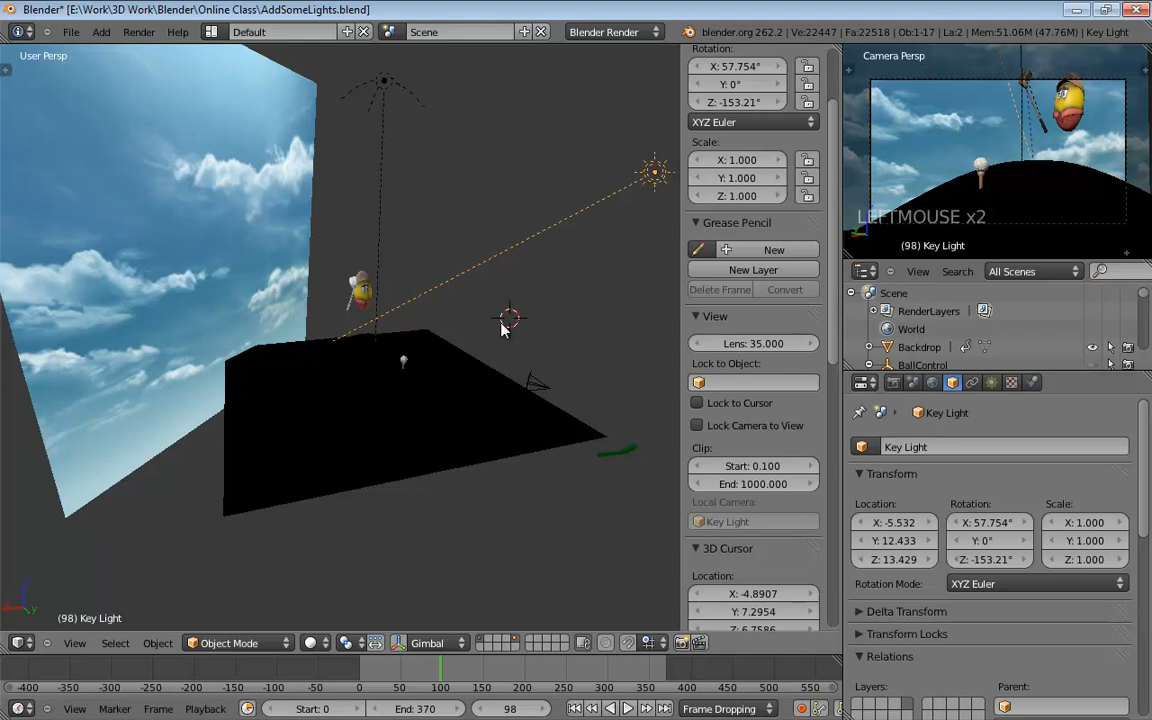 Blender* [E:\Work\3D Work\Blender\Online Class\AddSomeLights.blend]
File Add Render Help Default Scene Blender Render blender.org 262.2 | Ve:22447 | Fa:22518 | Ob:1-17 | La:2 | Mem:51.06M (47.76M) | Key Light
User Persp
(98) Key Light
Rotation:
X: 57.754°
Y: 0°
Z: -153.21°
XYZ Euler
Scale:
X: 1.000
Y: 1.000
Z: 1.000
Grease Pencil
New
New Layer
Delete Frame Convert
View
Lens: 35.000
Lock to Object:
Lock to Cursor
Lock Camera to View
Clip:
Start: 0.100
End: 1000.000
Local Camera:
Key Light
3D Cursor
Location:
X: -4.8907
Y: 7.2954
Z: 6.7586
Camera Persp
LEFTMOUSE x2
(98) Key Light
View Search All Scenes
Scene
RenderLayers
World
Backdrop
BallControl
Key Light
Key Light
Transform
Location: Rotation: Scale:
X: -5.532 X: 57.754° X: 1.000
Y: 12.433 Y: 0° Y: 1.000
Z: 13.429 Z: -153.21° Z: 1.000
Rotation Mode: XYZ Euler
Delta Transform
Transform Locks
Relations
Layers: Parent:
View Select Object Object Mode Gimbal
-400 -350 -300 -250 -200 -150 -100 -50 0 50 100 150 200 250 300 350 400 450 500 550
View Marker Frame Playback Start: 0 End: 370 98 Frame Dropping